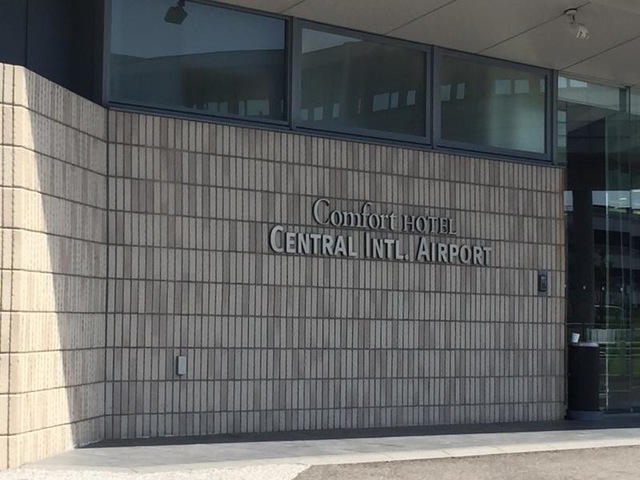 Comfort HOTEL
CENTRAL INTL. AIRPORT